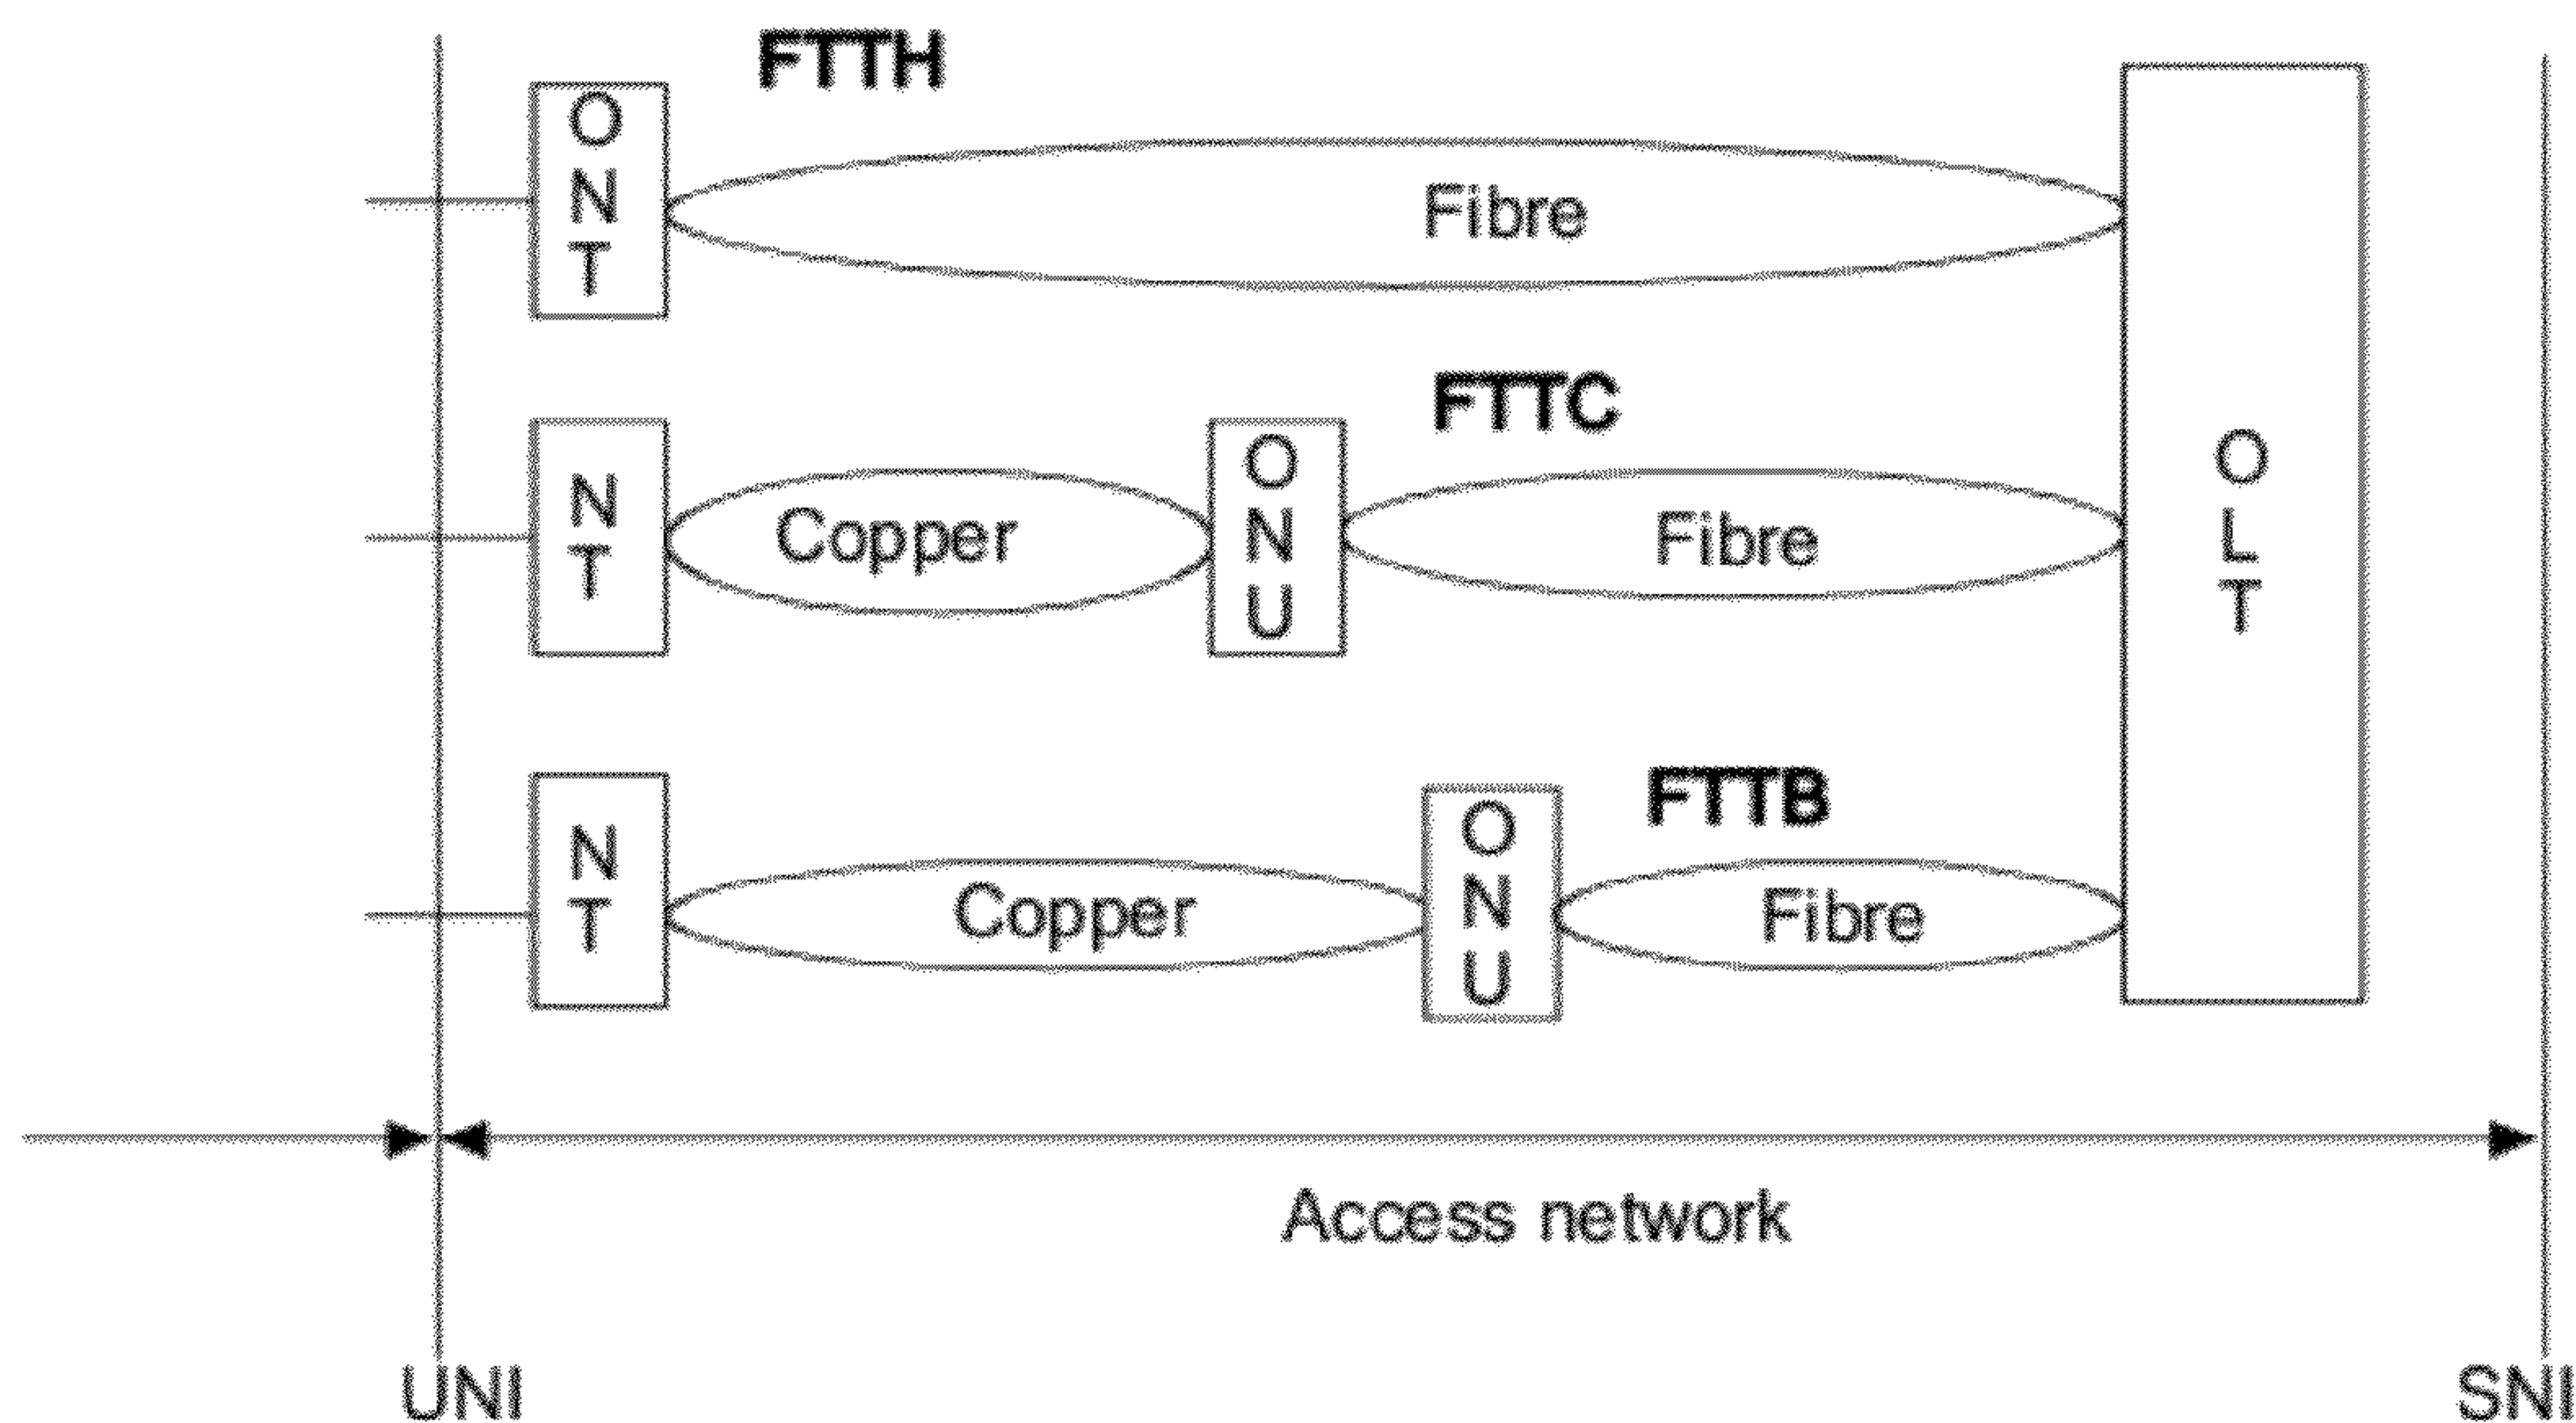 FTTH
ONT
Fibre
FTTC
NT
Copper
ONU
Fibre
OLT
FTTB
NT
Copper
ONU
Fibre
Access network
UNI
SNI